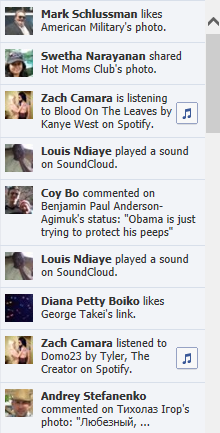 Mark Schlussman likes
American Military's photo.
Swetha Narayanan shared
Hot Moms Club's photo.
Zach Camara is listening
to Blood On The Leaves by
Kanye West on Spotify.
Louis Ndiaye played a sound
on SoundCloud.
Coy Bo commented on
Benjamin Paul Anderson-
Agimuk's status: "Obama is just
trying to protect his peeps"
Louis Ndiaye played a sound
on SoundCloud.
Diana Petty Boiko likes
George Takei's link.
Zach Camara listened to
Domo23 by Tyler, The
Creator on Spotify.
Andrey Stefanenko
commented on Тихолаз Ігор's
photo: "Любезный, ...